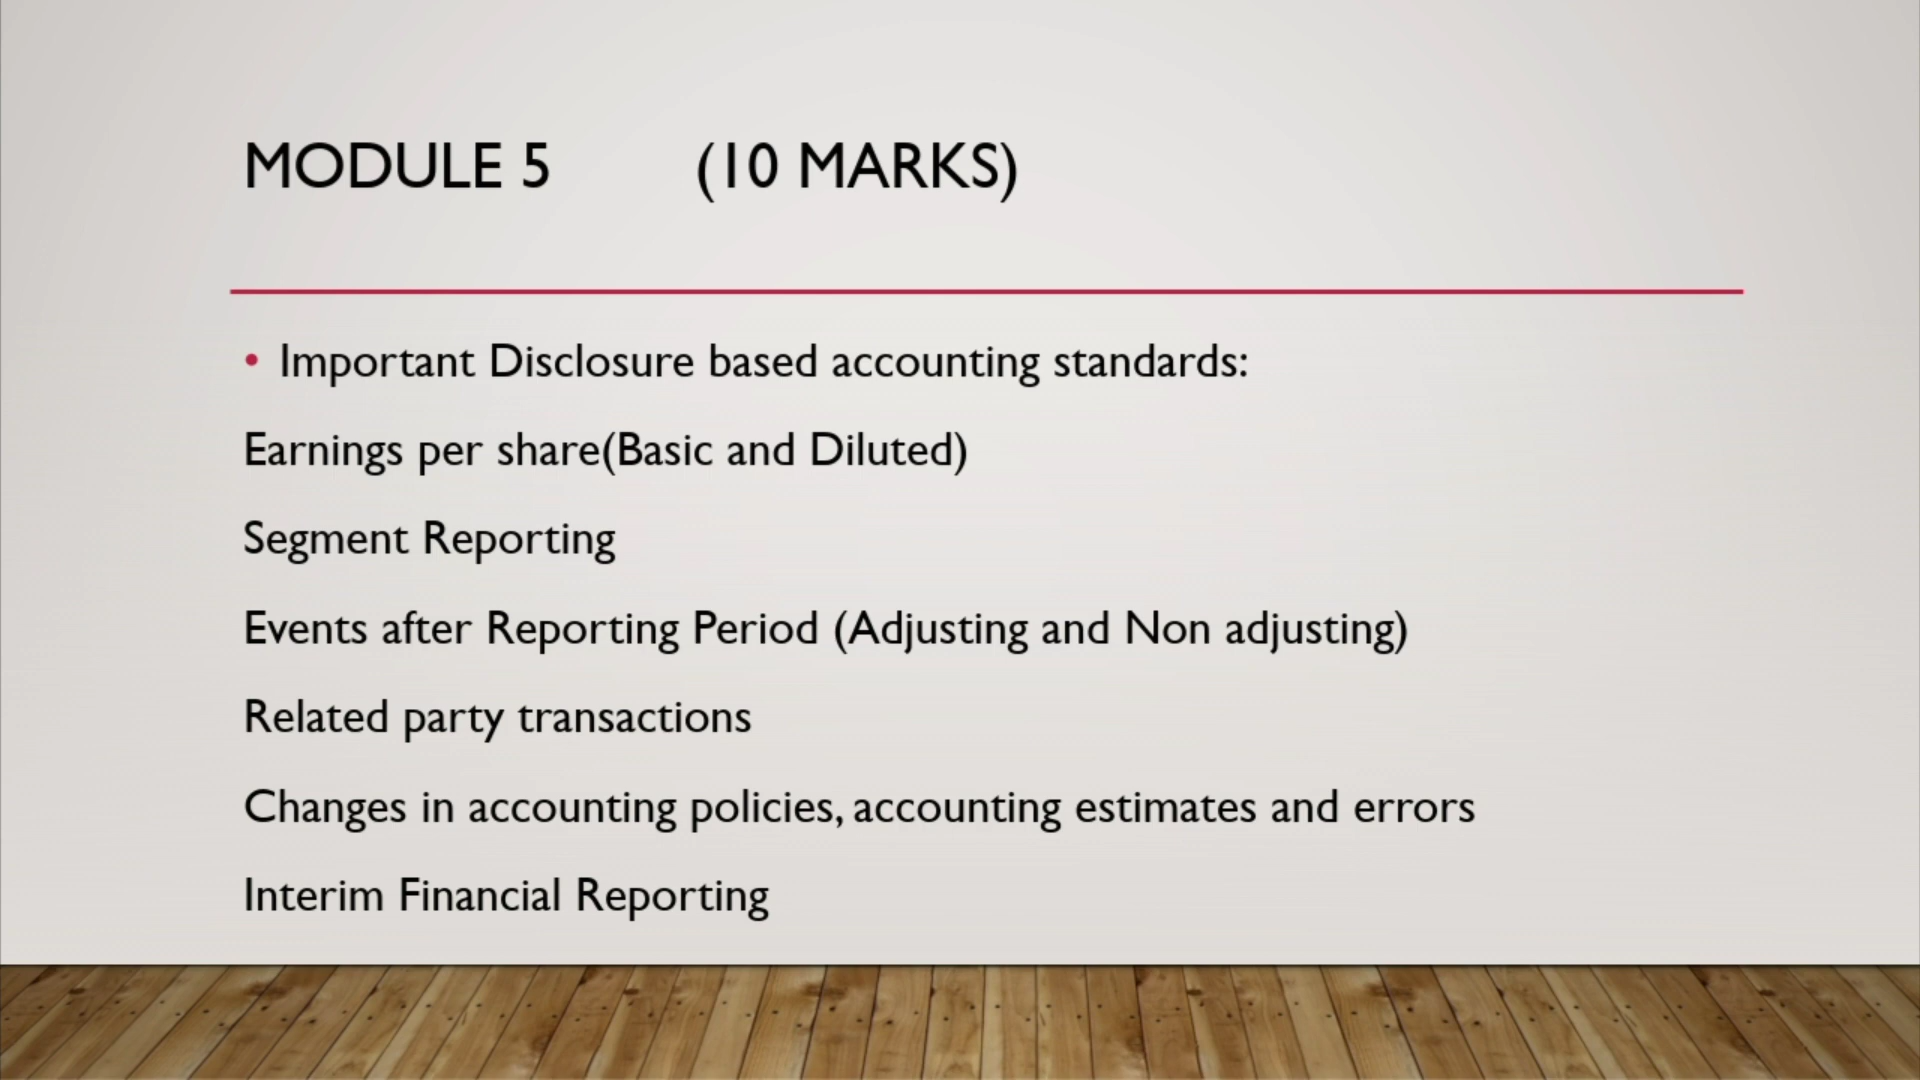 MODULE 5 (10 MARKS)
• Important Disclosure based accounting standards:
Earnings per share(Basic and Diluted)
Segment Reporting
Events after Reporting Period (Adjusting and Non adjusting)
Related party transactions
Changes in accounting policies, accounting estimates and errors
Interim Financial Reporting